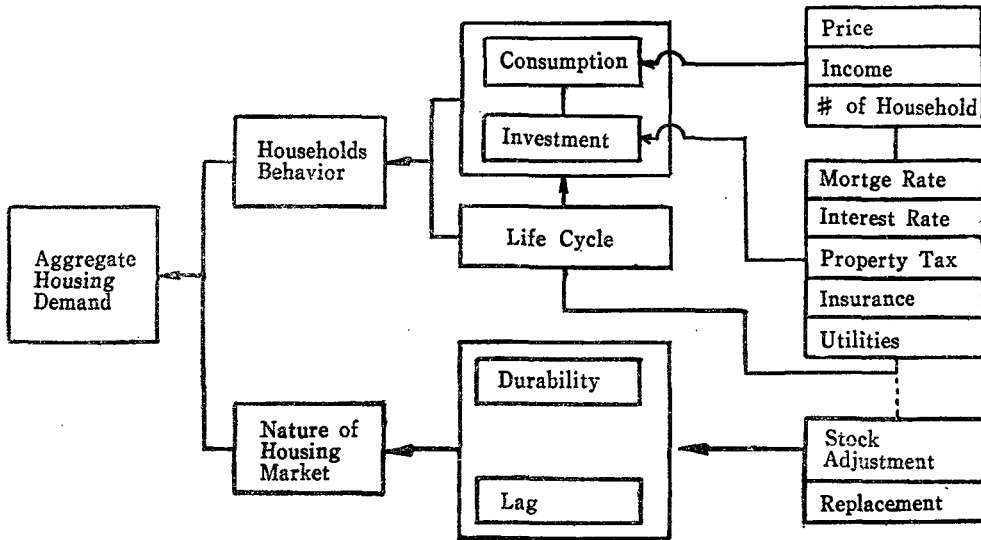 Aggregate
Housing
Demand
Households
Behavior
Nature of
Housing
Market
Consumption
Investment
Life Cycle
Durability
Lag
Price
Income
# of Household
Mortge Rate
Interest Rate
Property Tax
Insurance
Utilities
Stock
Adjustment
Replacement